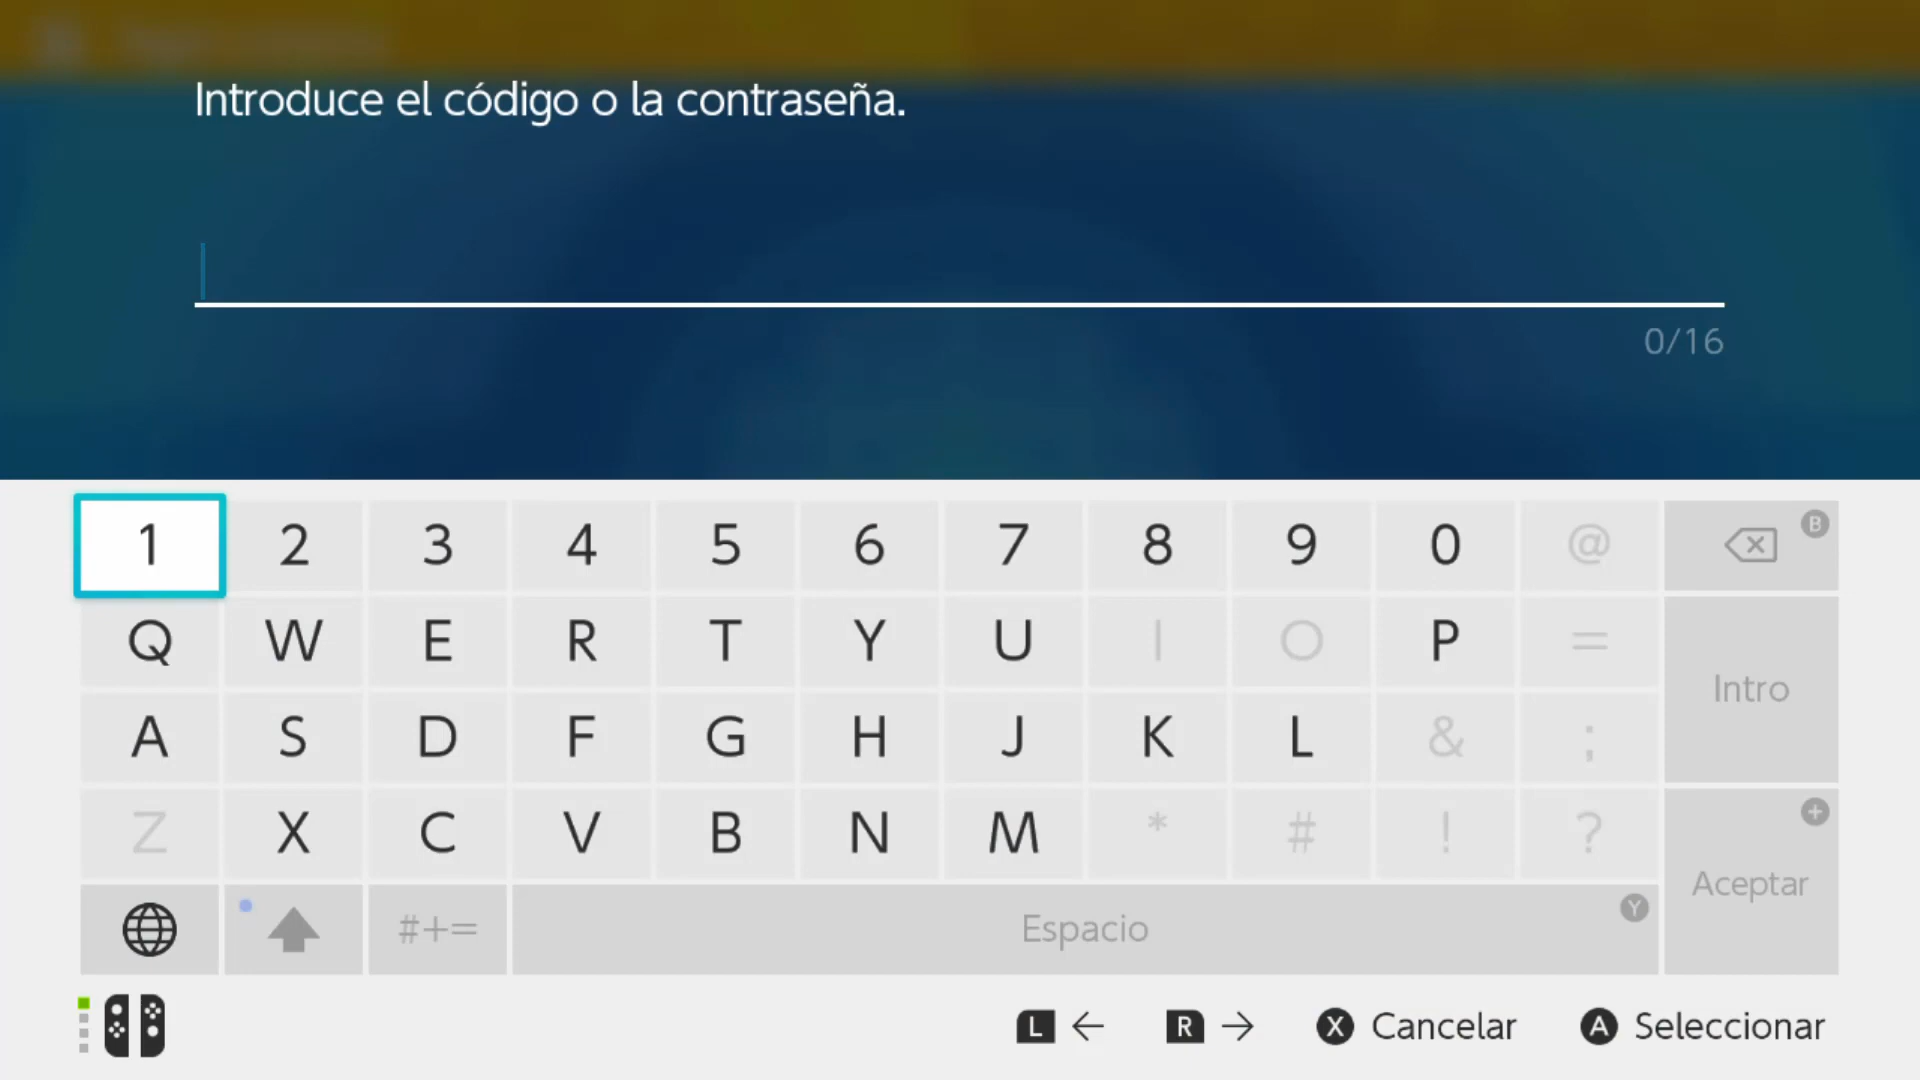 Introduce el código o la contraseña.
0/16
1 2 3 4 5 6 7 8 9 0 @ B
Q W E R T Y U I O P =
Intro
A S D F G H J K L & ;
Z X C V B N M * # ! ? +
Aceptar
#+= Espacio Y
L ← R → X Cancelar A Seleccionar